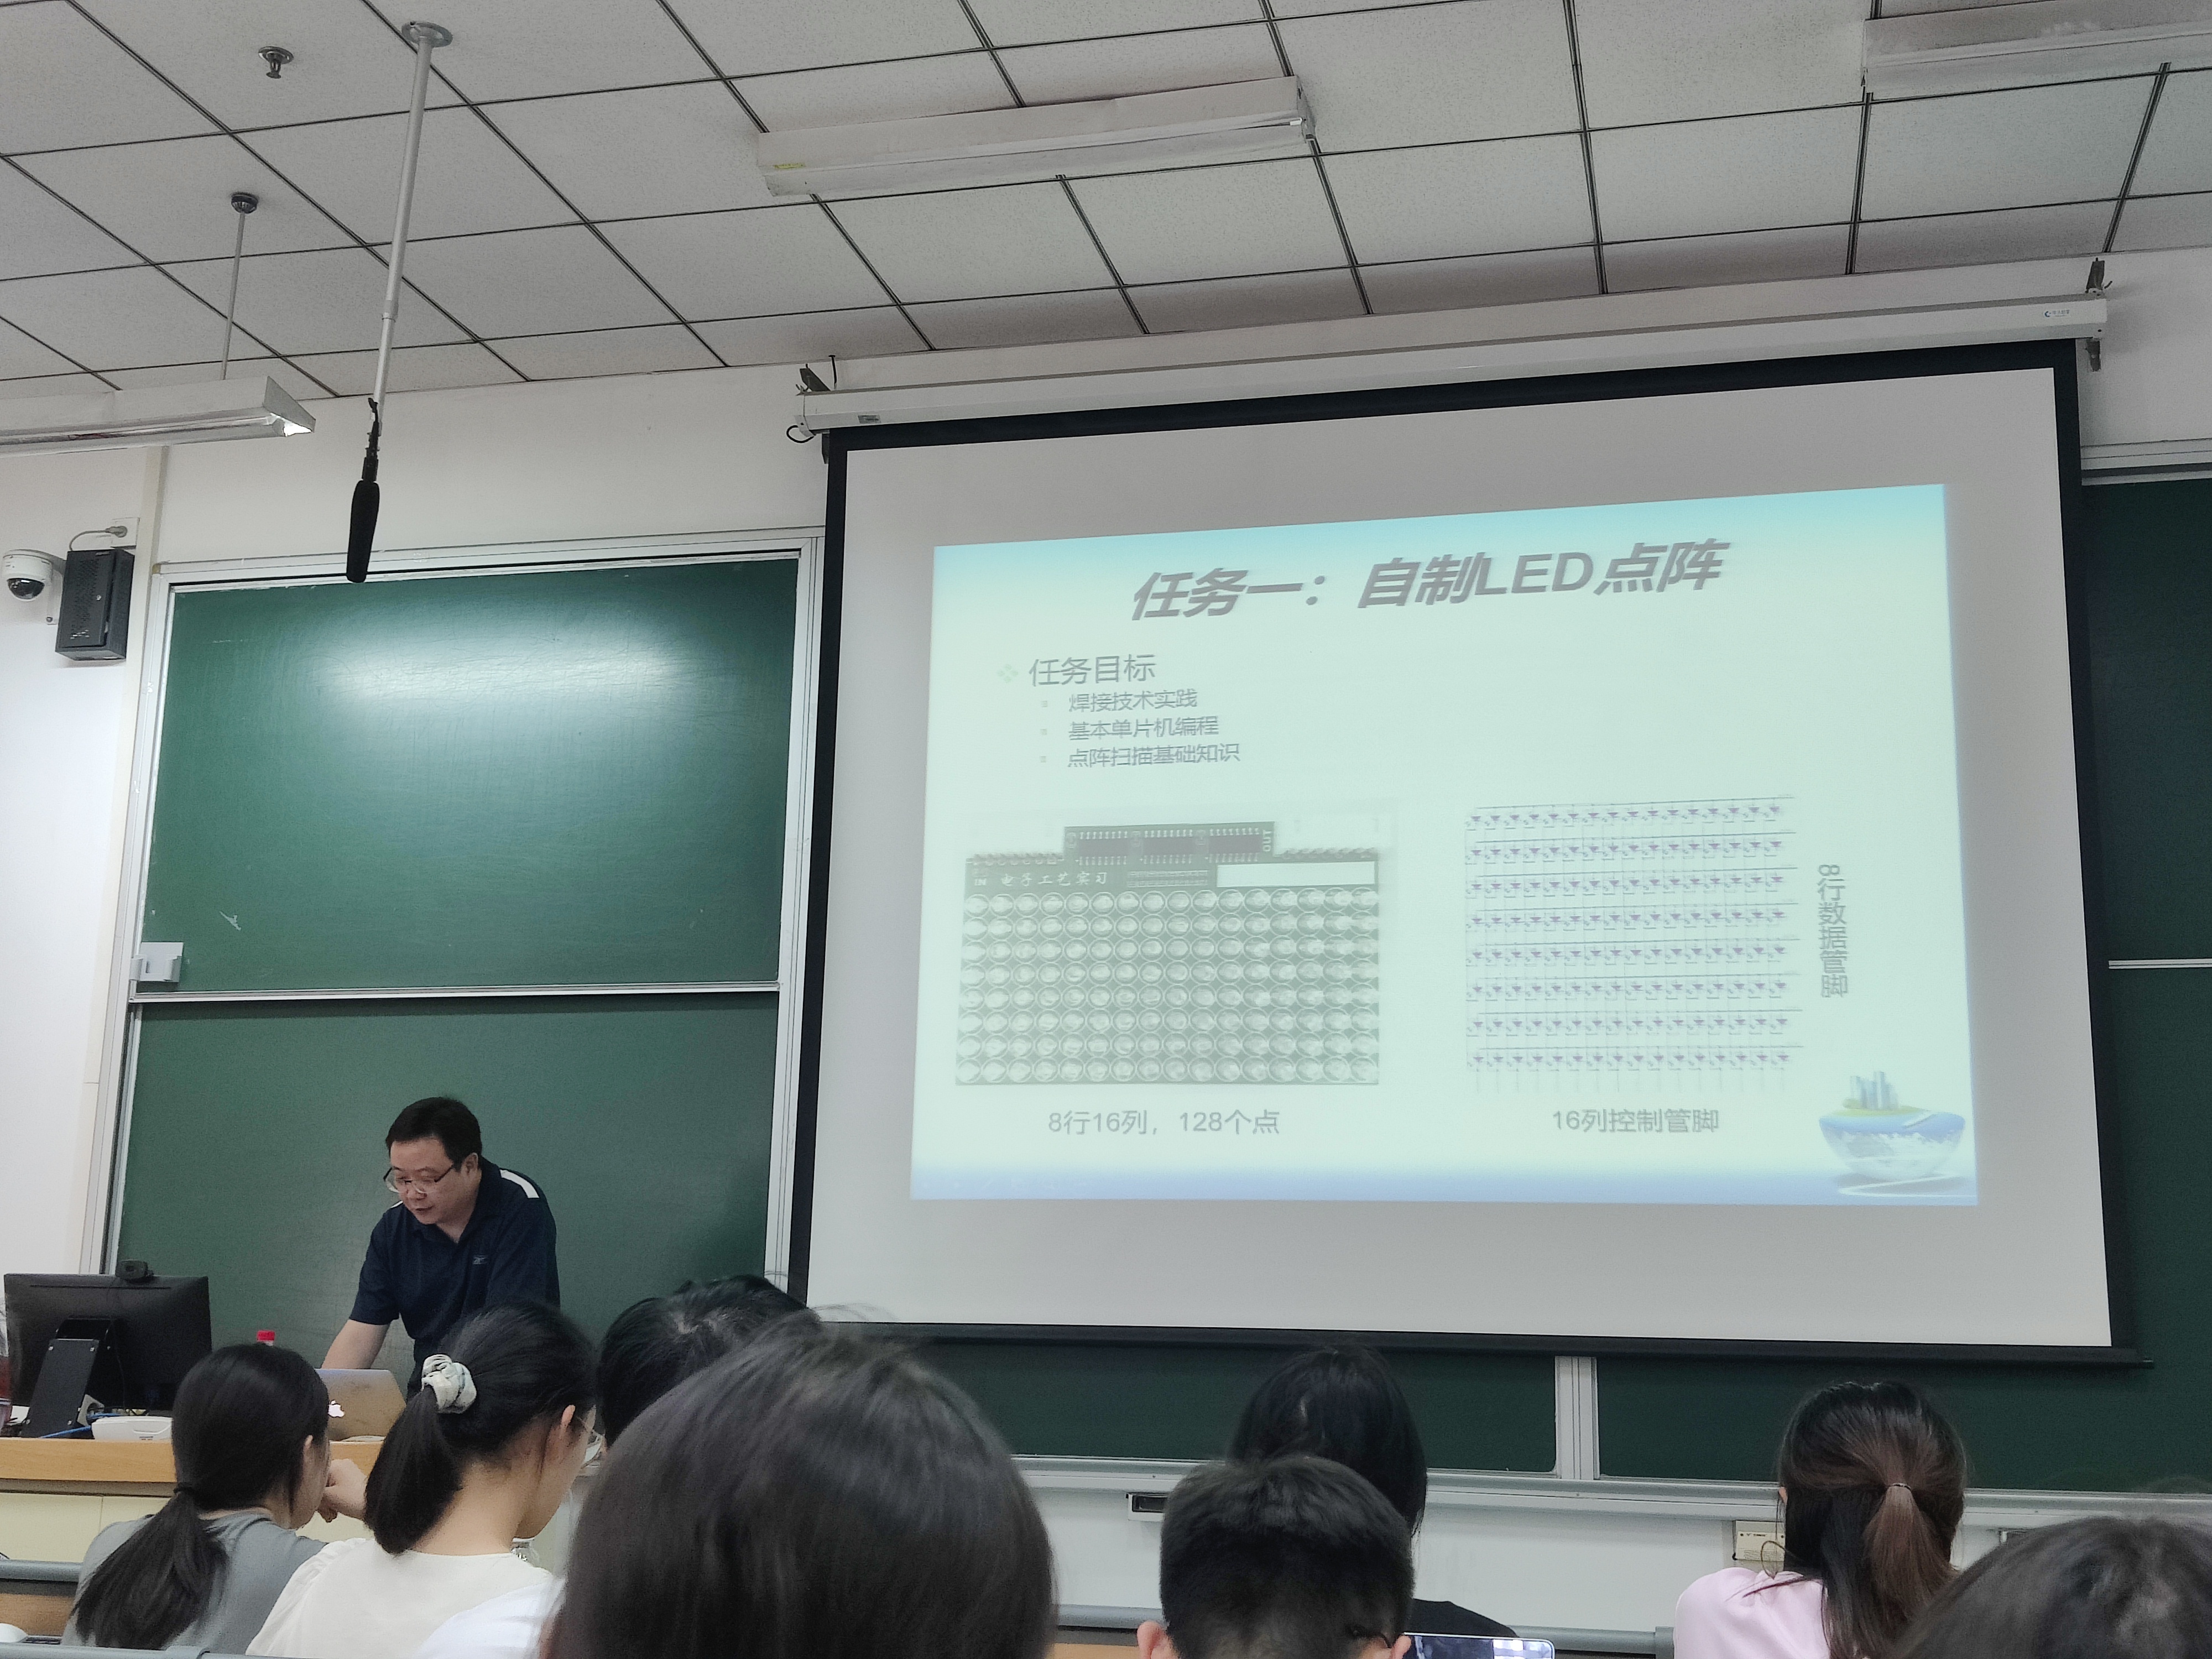 任务一：自制LED点阵
任务目标
焊接技术实践
基本单片机编程
点阵扫描基础知识
OUT
IN 电子工艺实习
8行数据管脚
8行16列，128个点
16列控制管脚